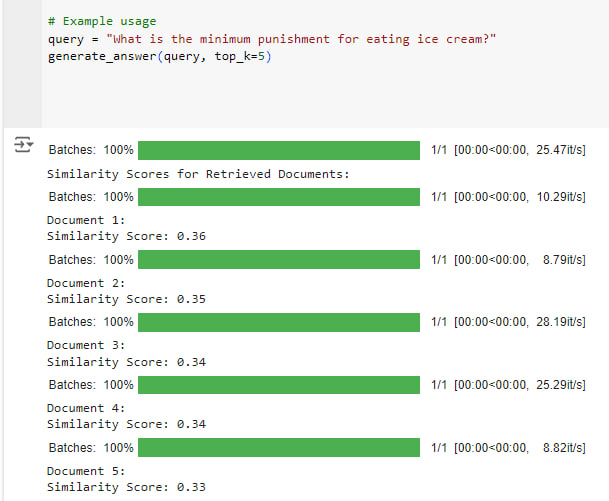 # Example usage
query = "What is the minimum punishment for eating ice cream?"
generate_answer(query, top_k=5)
Batches: 100% 1/1 [00:00<00:00, 25.47it/s]
Similarity Scores for Retrieved Documents:
Batches: 100% 1/1 [00:00<00:00, 10.29it/s]
Document 1:
Similarity Score: 0.36
Batches: 100% 1/1 [00:00<00:00, 8.79it/s]
Document 2:
Similarity Score: 0.35
Batches: 100% 1/1 [00:00<00:00, 28.19it/s]
Document 3:
Similarity Score: 0.34
Batches: 100% 1/1 [00:00<00:00, 25.29it/s]
Document 4:
Similarity Score: 0.34
Batches: 100% 1/1 [00:00<00:00, 8.82it/s]
Document 5:
Similarity Score: 0.33